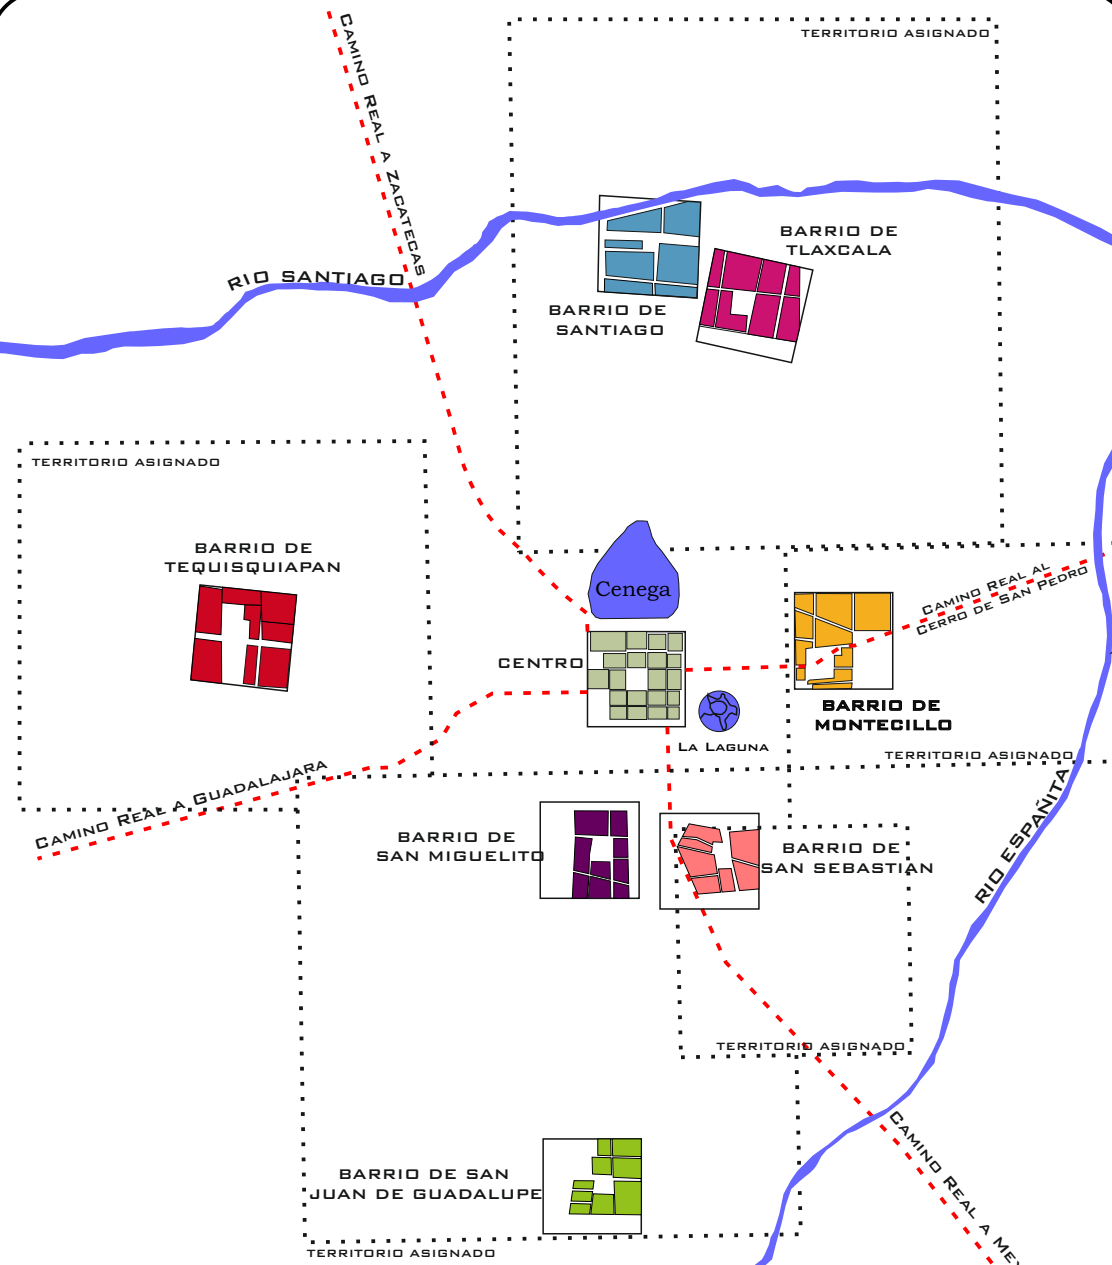 TERRITORIO ASIGNADO
CAMINO REAL A ZACATECAS
BARRIO DE
TLAXCALA
RIO SANTIAGO
BARRIO DE
SANTIAGO
TERRITORIO ASIGNADO
BARRIO DE
TEQUISQUIAPAN
Cenega
CAMINO REAL AL
CERRO DE SAN PEDRO
CENTRO
BARRIO DE
MONTECILLO
LA LAGUNA
TERRITORIO ASIGNADO
CAMINO REAL A GUADALAJARA
BARRIO DE
SAN MIGUELITO
BARRIO DE
SAN SEBASTIAN
RIO ESPAÑITA
TERRITORIO ASIGNADO
CAMINO REAL A
BARRIO DE SAN
JUAN DE GUADALUPE
TERRITORIO ASIGNADO